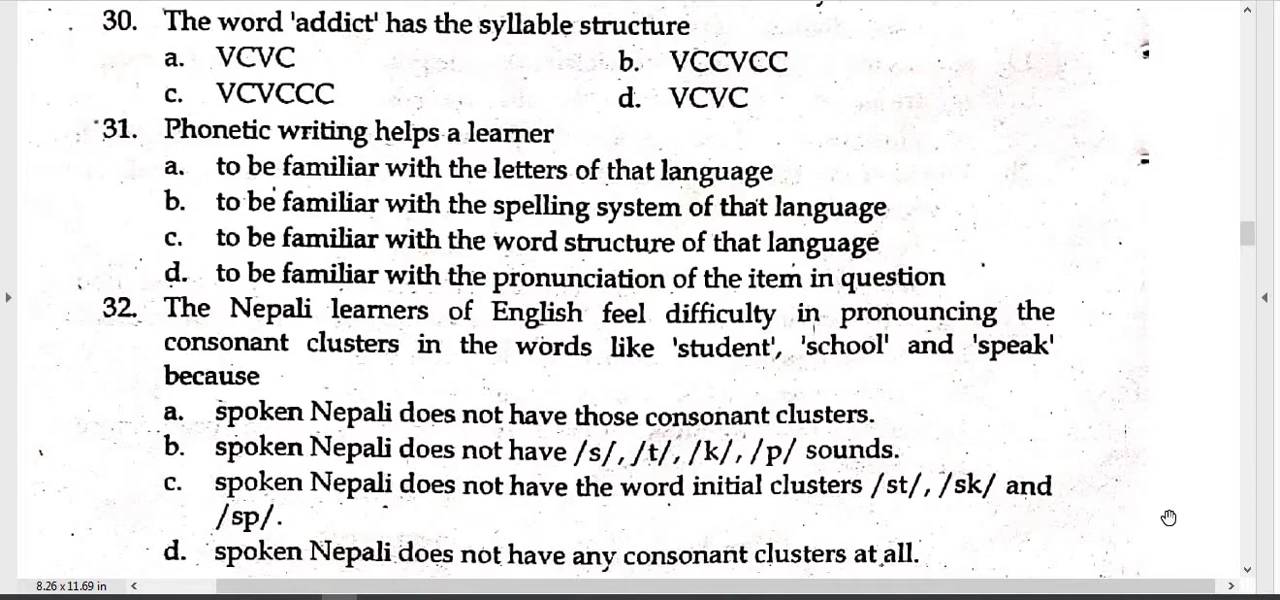 30. The word 'addict' has the syllable structure
a. VCVC b. VCCVCC
c. VCVCCC d. VCVC
31. Phonetic writing helps a learner
a. to be familiar with the letters of that language
b. to be familiar with the spelling system of that language
c. to be familiar with the word structure of that language
d. to be familiar with the pronunciation of the item in question
32. The Nepali learners of English feel difficulty in pronouncing the
consonant clusters in the words like 'student', 'school' and 'speak'
because
a. spoken Nepali does not have those consonant clusters.
b. spoken Nepali does not have /s/, /t/, /k/, /p/ sounds.
c. spoken Nepali does not have the word initial clusters /st/, /sk/ and
/sp/.
d. spoken Nepali does not have any consonant clusters at all.
8.26 x 11.69 in